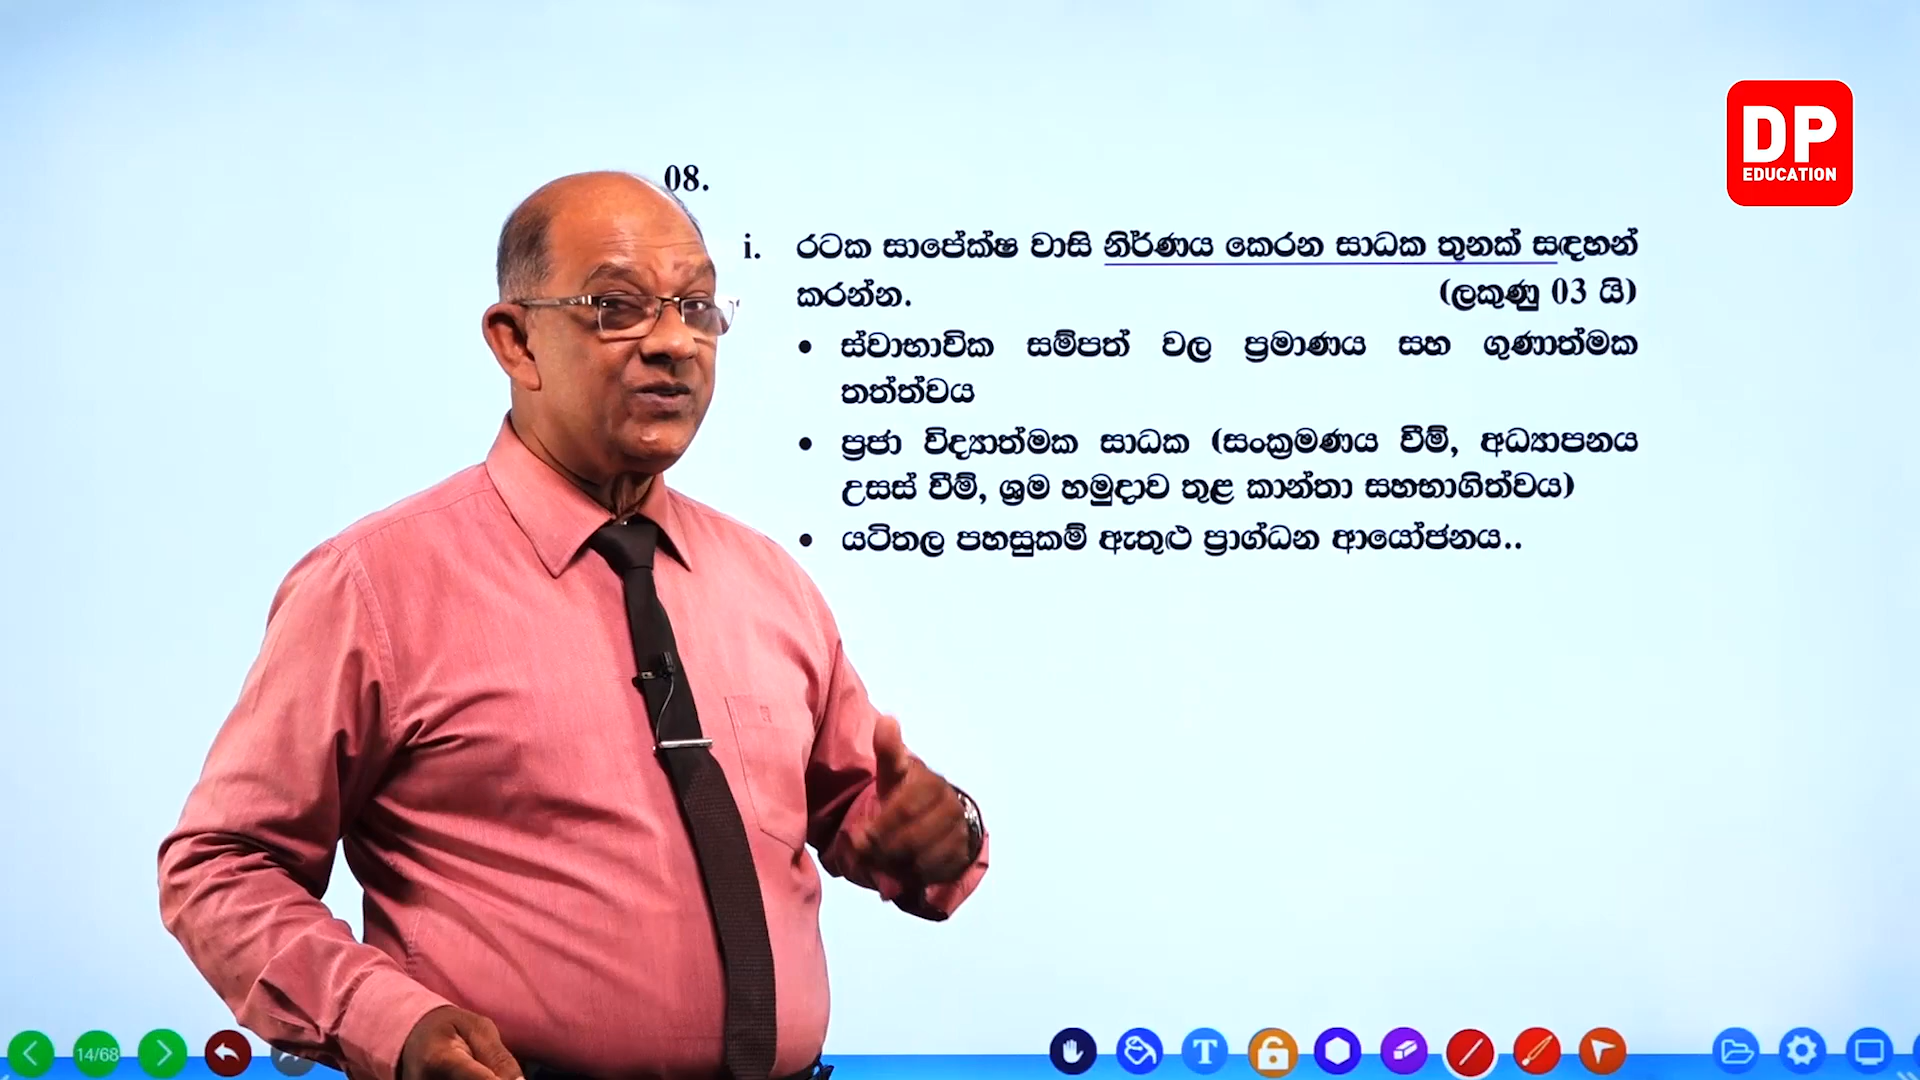 DP
EDUCATION
08.
i. රටක සාපේක්ෂ වාසි නිර්ණය කෙරන සාධක තුනක් සඳහන්
කරන්න. (ලකුණු 03 යි)
• ස්වාභාවික සම්පත් වල ප්‍රමාණය සහ ගුණාත්මක
තත්ත්වය
• ප්‍රජා විද්‍යාත්මක සාධක (සංක්‍රමණය වීම්, අධ්‍යාපනය
උසස් වීම්, ශ්‍රම හමුදාව තුළ කාන්තා සහභාගිත්වය)
• යටිතල පහසුකම් ඇතුළු ප්‍රාග්ධන ආයෝජනය..
14/68
T